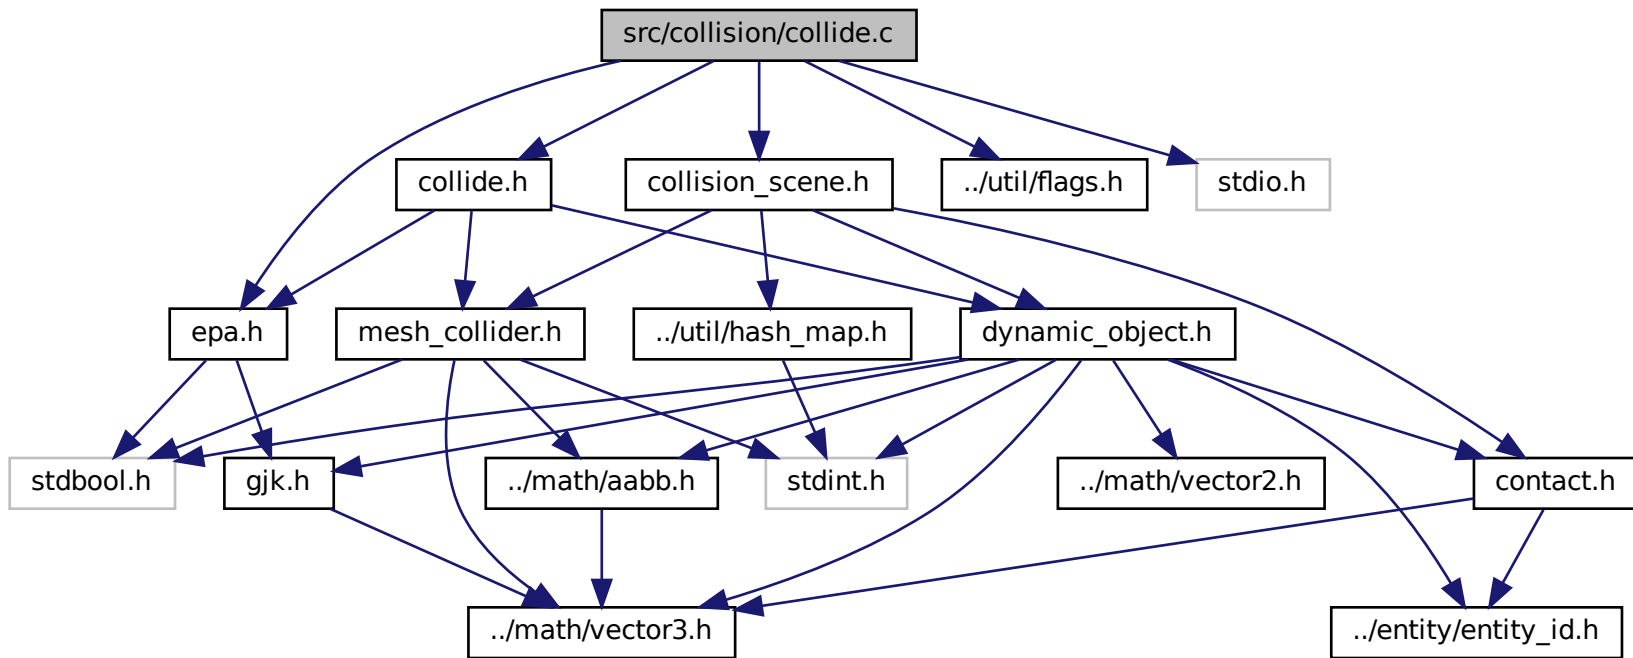 src/collision/collide.c
collide.h
collision_scene.h
../util/flags.h
stdio.h
epa.h
mesh_collider.h
../util/hash_map.h
dynamic_object.h
stdbool.h
gjk.h
../math/aabb.h
stdint.h
../math/vector2.h
contact.h
../math/vector3.h
../entity/entity_id.h